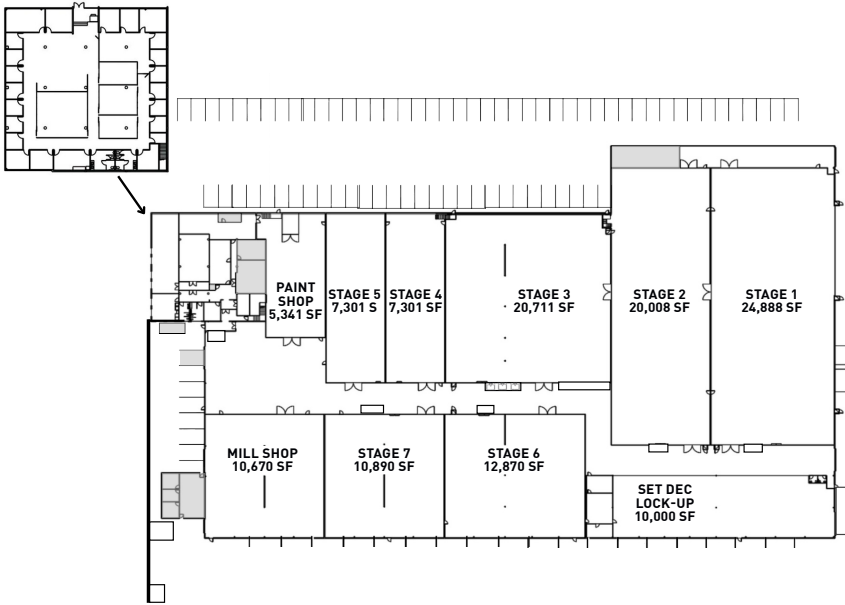 PAINT
SHOP
5,341 SF
STAGE 5
7,301 S
STAGE 4
7,301 SF
STAGE 3
20,711 SF
STAGE 2
20,008 SF
STAGE 1
24,888 SF
MILL SHOP
10,670 SF
STAGE 7
10,890 SF
STAGE 6
12,870 SF
SET DEC
LOCK-UP
10,000 SF